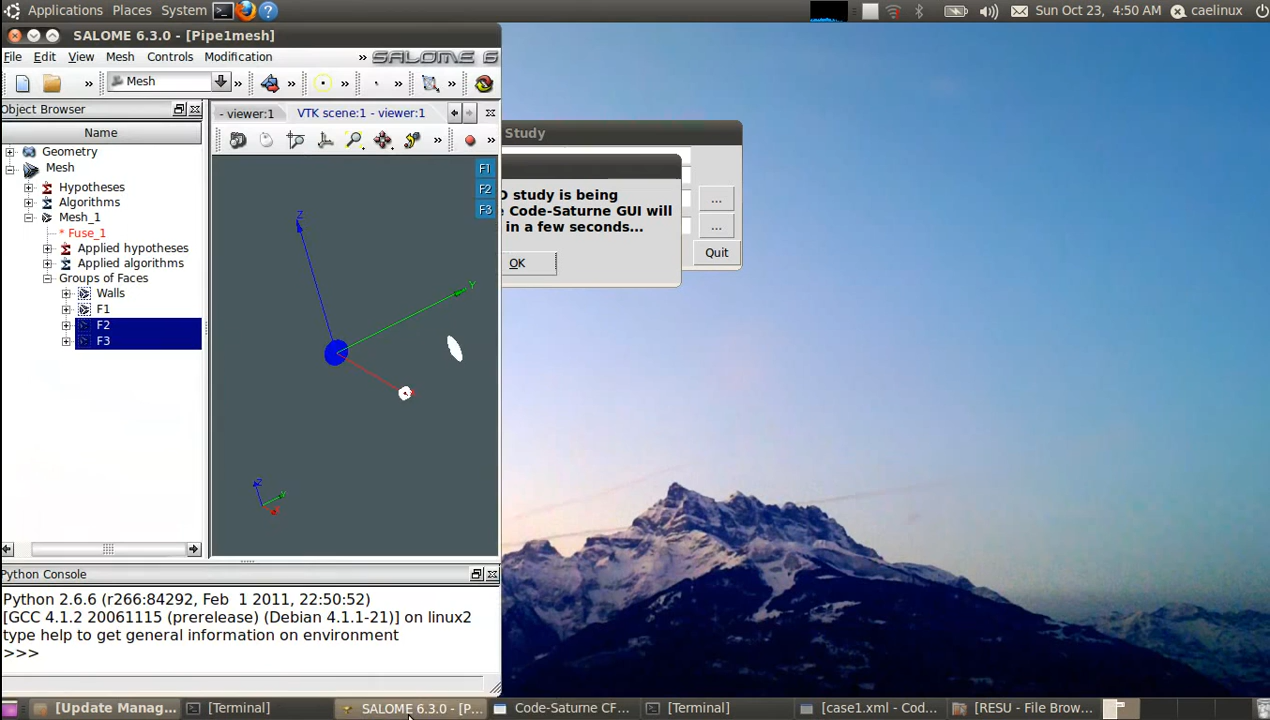 Applications Places System
Sun Oct 23, 4:50 AM caelinux
SALOME 6.3.0 - [Pipe1mesh]
File Edit View Mesh Controls Modification » SALOME 6
» Mesh » » » » »
Object Browser
- viewer:1 VTK scene:1 - viewer:1
Name
» »
Geometry
Mesh
Hypotheses
Algorithms
Mesh_1
* Fuse_1
Applied hypotheses
Applied algorithms
Groups of Faces
Walls
F1
F2
F3
F1
F2
F3
Z
Y
Z
Y
Study
...
...
Quit
D study is being
e Code-Saturne GUI will
in a few seconds...
OK
Python Console
Python 2.6.6 (r266:84292, Feb 1 2011, 22:50:52)
[GCC 4.1.2 20061115 (prerelease) (Debian 4.1.1-21)] on linux2
type help to get general information on environment
>>>
[Update Manag... [Terminal] SALOME 6.3.0 - [P... Code-Saturne CF... [Terminal] [case1.xml - Cod... [RESU - File Brows...